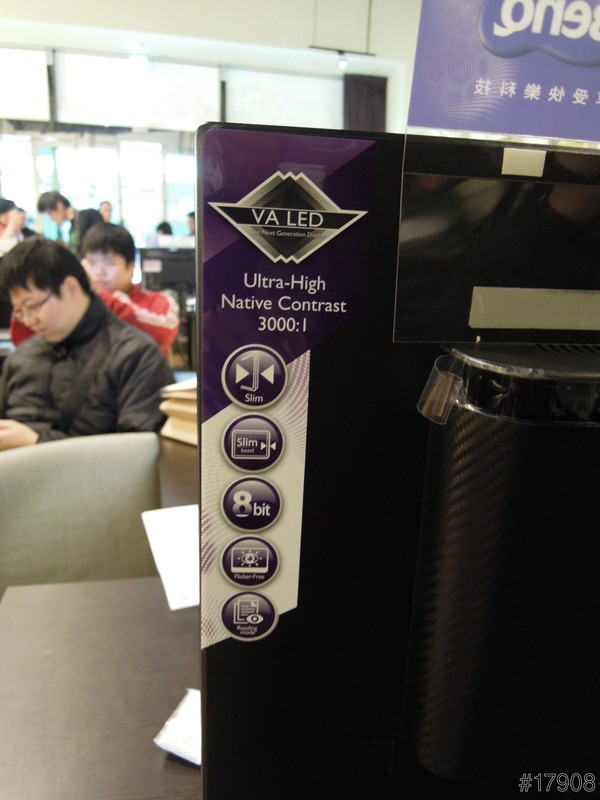 BenQ
享受快樂科技
VA LED
The Next Generation Display
Ultra-High
Native Contrast
3000:1
Slim
Slim
bezel
8bit
Flicker-Free
Reading
mode
#17908